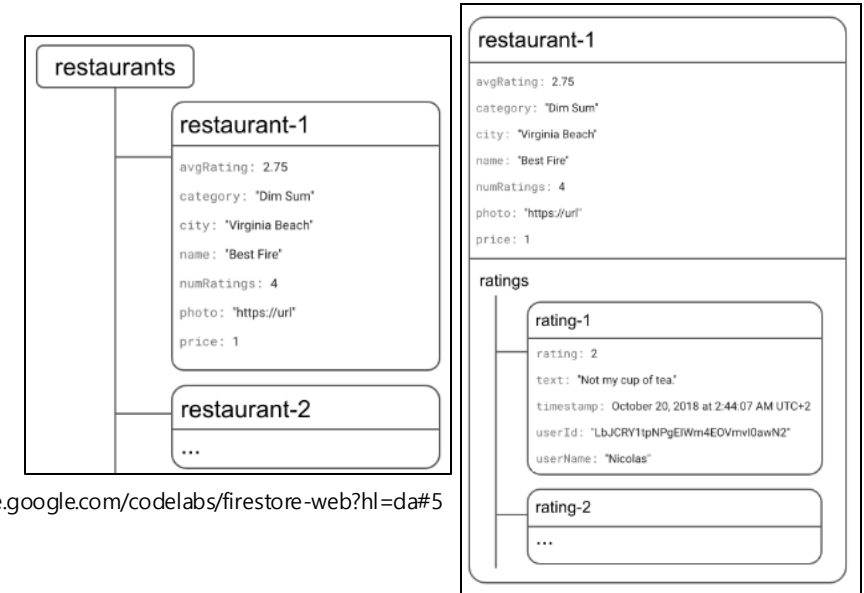 restaurants
restaurant-1
avgRating: 2.75
category: "Dim Sum"
city: "Virginia Beach"
name: "Best Fire"
numRatings: 4
photo: "https://url"
price: 1
restaurant-2
...
e.google.com/codelabs/firestore-web?hl=da#5
restaurant-1
avgRating: 2.75
category: "Dim Sum"
city: "Virginia Beach"
name: "Best Fire"
numRatings: 4
photo: "https://url"
price: 1
ratings
rating-1
rating: 2
text: "Not my cup of tea."
timestamp: October 20, 2018 at 2:44:07 AM UTC+2
userId: "LbJCRY1tpNPgEIWm4EOVmvl0awN2"
userName: "Nicolas"
rating-2
...